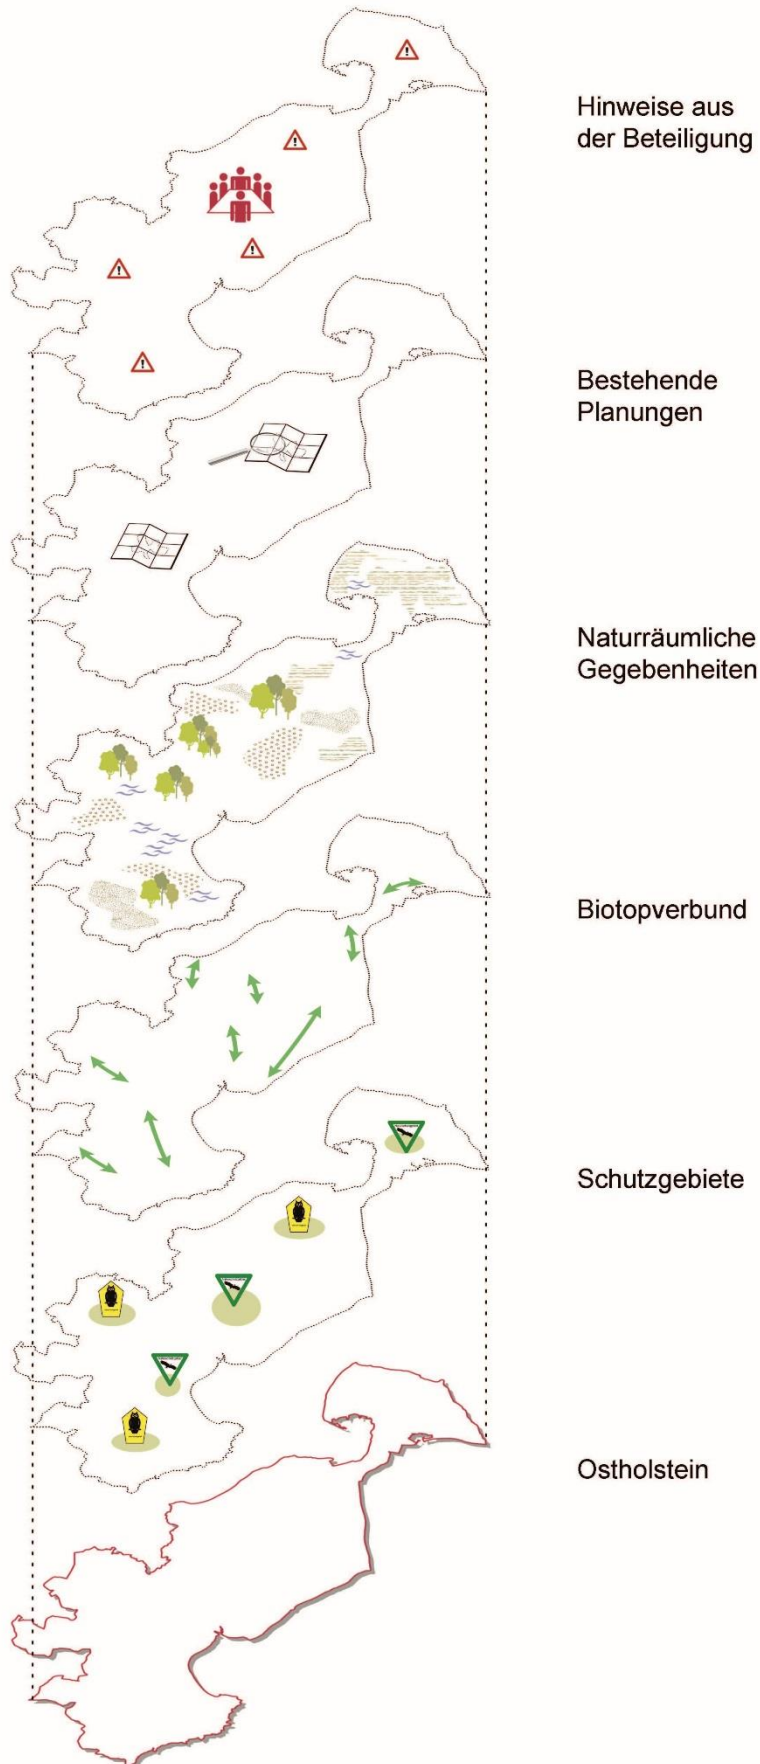 Hinweise aus
der Beteiligung
Bestehende
Planungen
Naturräumliche
Gegebenheiten
Biotopverbund
Schutzgebiete
Ostholstein